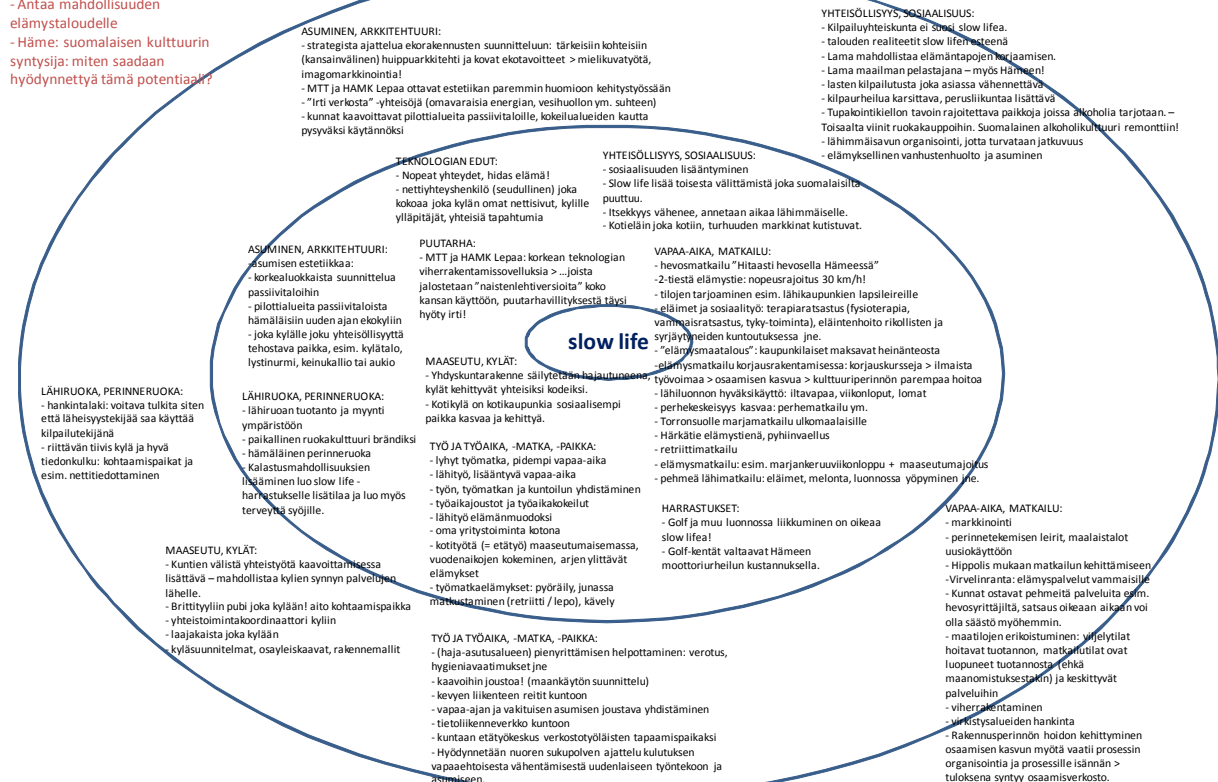 - Antaa mahdollisuuden
elämystaloudelle
- Häme: suomalaisen kulttuurin
syntysija: miten saadaan
hyödynnettyä tämä potentiaali?
ASUMINEN, ARKKITEHTUURI:
- strategista ajattelua ekorakennusten suunnitteluun: tärkeisiin kohteisiin
(kansainvälinen) huippuarkkitehti ja kovat ekotavoitteet > mielikuvatyötä,
imagomarkkinointia!
- MTT ja HAMK Lepaa ottavat estetiikan paremmin huomioon kehitystyössään
- "Irti verkosta" -yhteisöjä (omavaraisia energian, vesihuollon ym. suhteen)
- kunnat kaavoittavat pilottialueita passiivitaloille, kokeilualueiden kautta
pysyväksi käytännöksi
YHTEISÖLLISYYS, SOSIAALISUUS:
- Kilpailuyhteiskunta ei suosi slow lifea.
- talouden realiteetit slow lifen esteenä
- Lama mahdollistaa elämäntapojen korjaamisen.
- Lama maailman pelastajana – myös Hämeen!
- lasten kilpailutusta joka asiassa vähennettävä
- kilpaurheilua karsittava, perusliikuntaa lisättävä
- Tupakointikiellon tavoin rajoitettava paikkoja joissa alkoholia tarjotaan. –
Toisaalta viinit ruokakauppoihin. Suomalainen alkoholikulttuuri remonttiin!
- lähimmäisavun organisointi, jotta turvataan jatkuvuus
- elämyksellinen vanhustenhuolto ja asuminen
TEKNOLOGIAN EDUT:
- Nopeat yhteydet, hidas elämä!
- nettiyhteyshenkilö (seudullinen) joka
kokoaa joka kylän omat nettisivut, kylille
ylläpitäjät, yhteisiä tapahtumia
YHTEISÖLLISYYS, SOSIAALISUUS:
- sosiaalisuuden lisääntyminen
- Slow life lisää toisesta välittämistä joka suomalaisilta
puuttuu.
- Itsekkyys vähenee, annetaan aikaa lähimmäiselle.
- Kotieläin joka kotiin, turhuuden markkinat kutistuvat.
ASUMINEN, ARKKITEHTUURI:
-asumisen estetiikkaa:
- korkealuokkaista suunnittelua
passiivitaloihin
- pilottialueita passiivitaloista
hämäläisiin uuden ajan ekokyliin
- joka kylälle joku yhteisöllisyyttä
tehostava paikka, esim. kylätalo,
lystinurmi, keinukallio tai aukio
PUUTARHA:
- MTT ja HAMK Lepaa: korkean teknologian
viherrakentamissovelluksia > ...joista
jalostetaan "naistenlehtiversioita" koko
kansan käyttöön, puutarhavillityksestä täysi
hyöty irti!
VAPAA-AIKA, MATKAILU:
- hevosmatkailu "Hitaasti hevosella Hämeessä"
-2-tiestä elämystie: nopeusrajoitus 30 km/h!
- tilojen tarjoaminen esim. lähikaupunkien lapsileireille
- eläimet ja sosiaalityö: terapiaratsastus (fysioterapia,
vammaisratsastus, tyky-toiminta), eläintenhoito rikollisten ja
syrjäytyneiden kuntoutuksessa jne.
- "elämysmaatalous": kaupunkilaiset maksavat heinänteosta
-elämysmatkailu korjausrakentamisessa: korjauskursseja > ilmaista
työvoimaa > osaamisen kasvua > kulttuuriperinnön parempaa hoitoa
- lähiluonnon hyväksikäyttö: iltavapaa, viikonloput, lomat
- perhekeskeisyys kasvaa: perhematkailu ym.
- Torronsuolle marjamatkailu ulkomaalaisille
- Härkätie elämystienä, pyhiinvaellus
- retriittimatkailu
- elämysmatkailu: esim. marjankeruuviikonloppu + maaseutumajoitus
- pehmeä lähimatkailu: eläimet, melonta, luonnossa yöpyminen jne.
slow life
MAASEUTU, KYLÄT:
- Yhdyskuntarakenne säilytetään hajautuneena,
kylät kehittyvät yhteisiksi kodeiksi.
- Kotikylä on kotikaupunkia sosiaalisempi
paikka kasvaa ja kehittyä.
LÄHIRUOKA, PERINNERUOKA:
- hankintalaki: voitava tulkita siten
että läheisyystekijää saa käyttää
kilpailutekijänä
- riittävän tiivis kylä ja hyvä
tiedonkulku: kohtaamispaikat ja
esim. nettitiedottaminen
LÄHIRUOKA, PERINNERUOKA:
- lähiruoan tuotanto ja myynti
ympäristöön
- paikallinen ruokakulttuuri brändiksi
- hämäläinen perinneruoka
- Kalastusmahdollisuuksien
lisääminen luo slow life -
harrastukselle lisätilaa ja luo myös
terveyttä syöjille.
TYÖ JA TYÖAIKA, -MATKA, -PAIKKA:
- lyhyt työmatka, pidempi vapaa-aika
- lähityö, lisääntyvä vapaa-aika
- työn, työmatkan ja kuntoilun yhdistäminen
- työaikajoustot ja työaikakokeilut
- lähityö elämänmuodoksi
- oma yritystoiminta kotona
- kotityötä (= etätyö) maaseutumaisemassa,
vuodenaikojen kokeminen, arjen ylittävät
elämykset
- työmatkaelämykset: pyöräily, junassa
matkustaminen (retriitti / lepo), kävely
HARRASTUKSET:
- Golf ja muu luonnossa liikkuminen on oikeaa
slow lifea!
- Golf-kentät valtaavat Hämeen
moottoriurheilun kustannuksella.
MAASEUTU, KYLÄT:
- Kuntien välistä yhteistyötä kaavoittamisessa
lisättävä – mahdollistaa kylien synnyn palvelujen
lähelle.
- Brittityyliin pubi joka kylään! aito kohtaamispaikka
- yhteistoimintakoordinaattori kyliin
- laajakaista joka kylään
- kyläsuunnitelmat, osayleiskaavat, rakennemallit
VAPAA-AIKA, MATKAILU:
- markkinointi
- perinnetekemisen leirit, maalaistalot
uusiokäyttöön
- Hippolis mukaan matkailun kehittämiseen
-Virvelinranta: elämyspalvelut vammaisille
- Kunnat ostavat pehmeitä palveluita esim.
hevosyrittäjiltä, satsaus oikeaan aikaan voi
olla säästö myöhemmin.
- maatilojen erikoistuminen: viljelytilat
hoitavat tuotannon, matkailutilat ovat
luopuneet tuotannosta (ehkä
maanomistuksestakin) ja keskittyvät
palveluihin
- viherrakentaminen
- virkistysalueiden hankinta
- Rakennusperinnön hoidon kehittyminen
osaamisen kasvun myötä vaatii prosessin
organisointia ja prosessille isännän >
tuloksena syntyy osaamisverkosto.
TYÖ JA TYÖAIKA, -MATKA, -PAIKKA:
- (haja-asutusalueen) pienyrittämisen helpottaminen: verotus,
hygieniavaatimukset jne
- kaavoihin joustoa! (maankäytön suunnittelu)
- kevyen liikenteen reitit kuntoon
- vapaa-ajan ja vakituisen asumisen joustava yhdistäminen
- tietoliikenneverkko kuntoon
- kuntaan etätyökeskus verkostotyöläisten tapaamispaikaksi
- Hyödynnetään nuoren sukupolven ajattelu kulutuksen
vapaaehtoisesta vähentämisestä uudenlaiseen työntekoon ja
asumiseen.